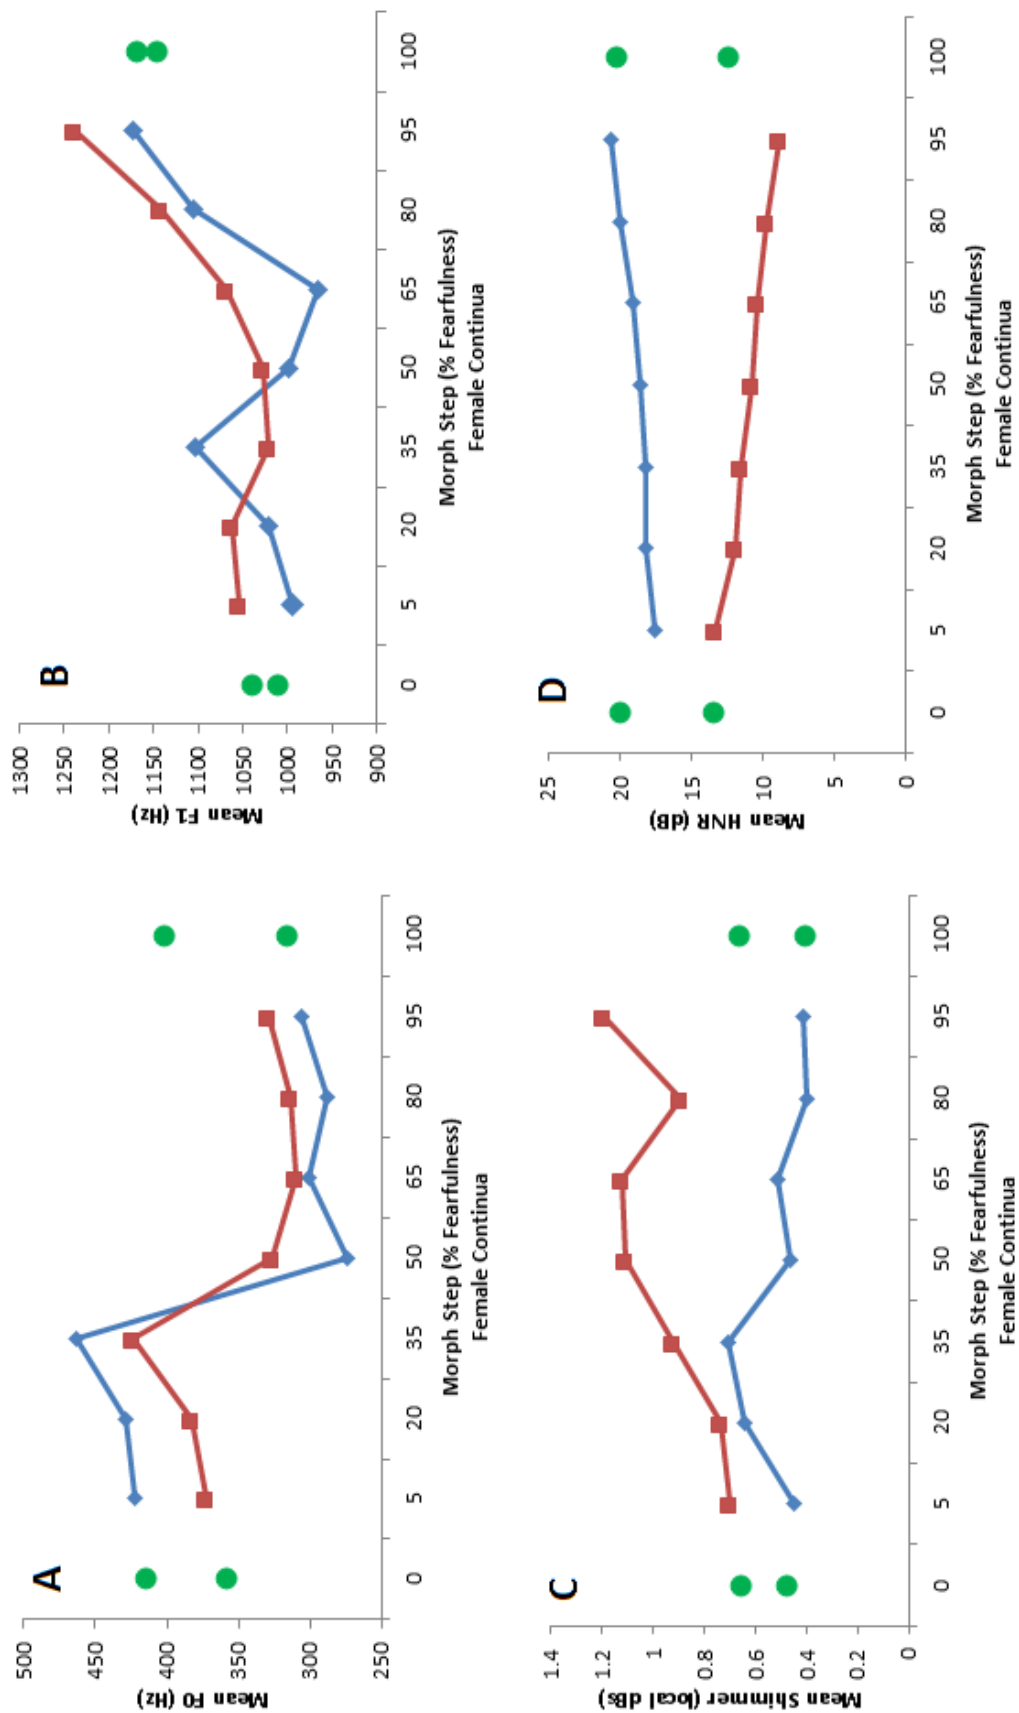 A
500
450
400
350
300
250
Mean F0 (Hz)
0 5 20 35 50 65 80 95 100
Morph Step (% Fearfulness)
Female Continua
B
1300
1250
1200
1150
1100
1050
1000
950
900
Mean F1 (Hz)
0 5 20 35 50 65 80 95 100
Morph Step (% Fearfulness)
Female Continua
C
1.4
1.2
1
0.8
0.6
0.4
0.2
0
Mean Shimmer (local dBs)
0 5 20 35 50 65 80 95 100
Morph Step (% Fearfulness)
Female Continua
D
25
20
15
10
5
0
Mean HNR (dB)
0 5 20 35 50 65 80 95 100
Morph Step (% Fearfulness)
Female Continua